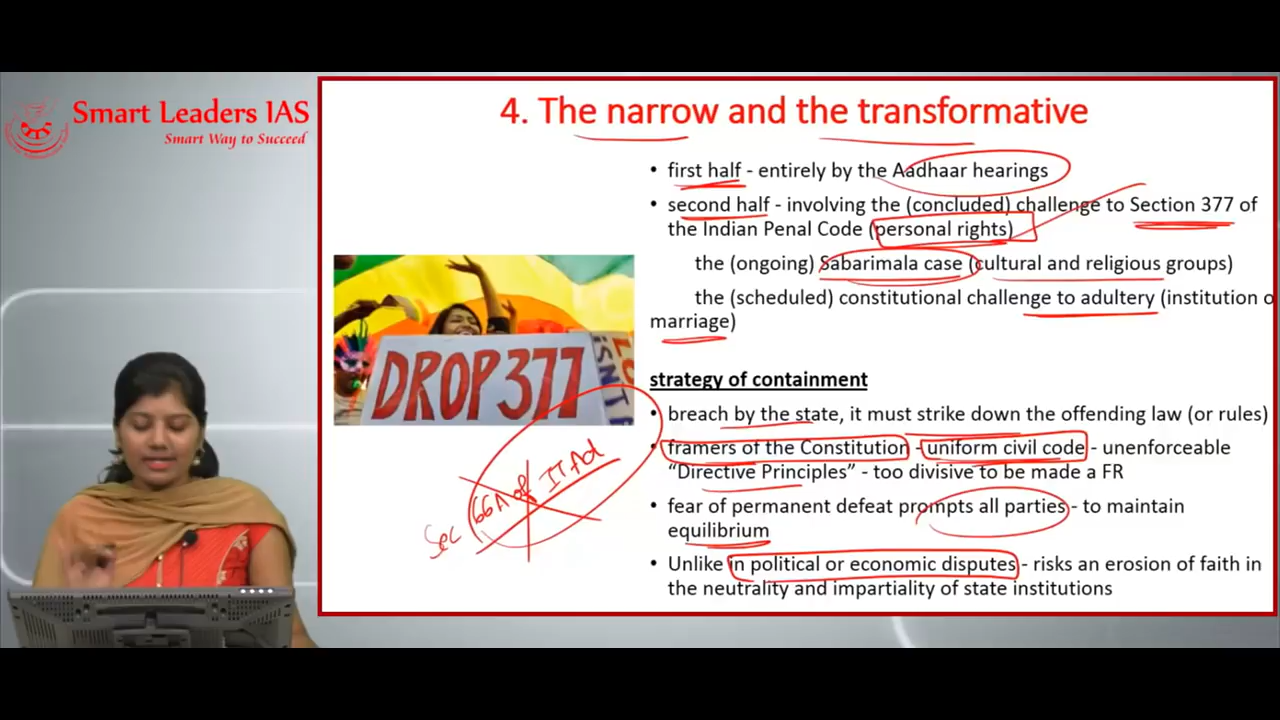 Smart Leaders IAS
Smart Way to Succeed
4. The narrow and the transformative
• first half - entirely by the Aadhaar hearings
• second half - involving the (concluded) challenge to Section 377 of
the Indian Penal Code (personal rights)
the (ongoing) Sabarimala case (cultural and religious groups)
the (scheduled) constitutional challenge to adultery (institution o
marriage)
strategy of containment
• breach by the state, it must strike down the offending law (or rules)
• framers of the Constitution - uniform civil code - unenforceable
“Directive Principles” - too divisive to be made a FR
• fear of permanent defeat prompts all parties - to maintain
equilibrium
• Unlike in political or economic disputes - risks an erosion of faith in
the neutrality and impartiality of state institutions
DROP 377
ISN'T
Sec 66A of IT Act